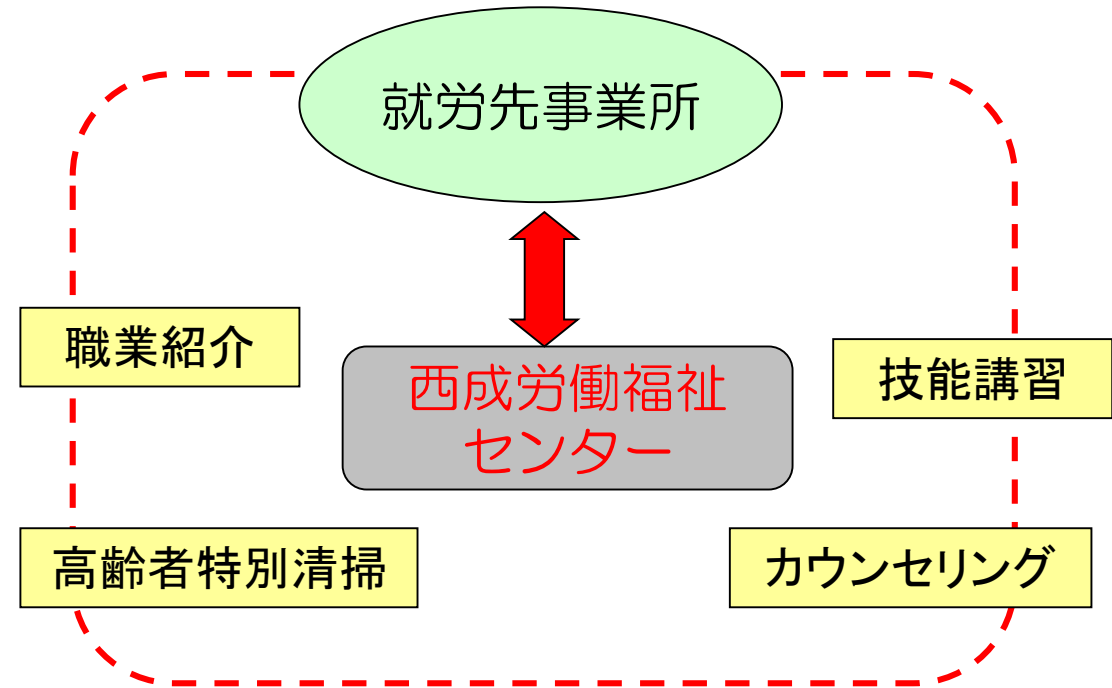 就労先事業所
職業紹介
西成労働福祉
センター
技能講習
高齢者特別清掃
カウンセリング